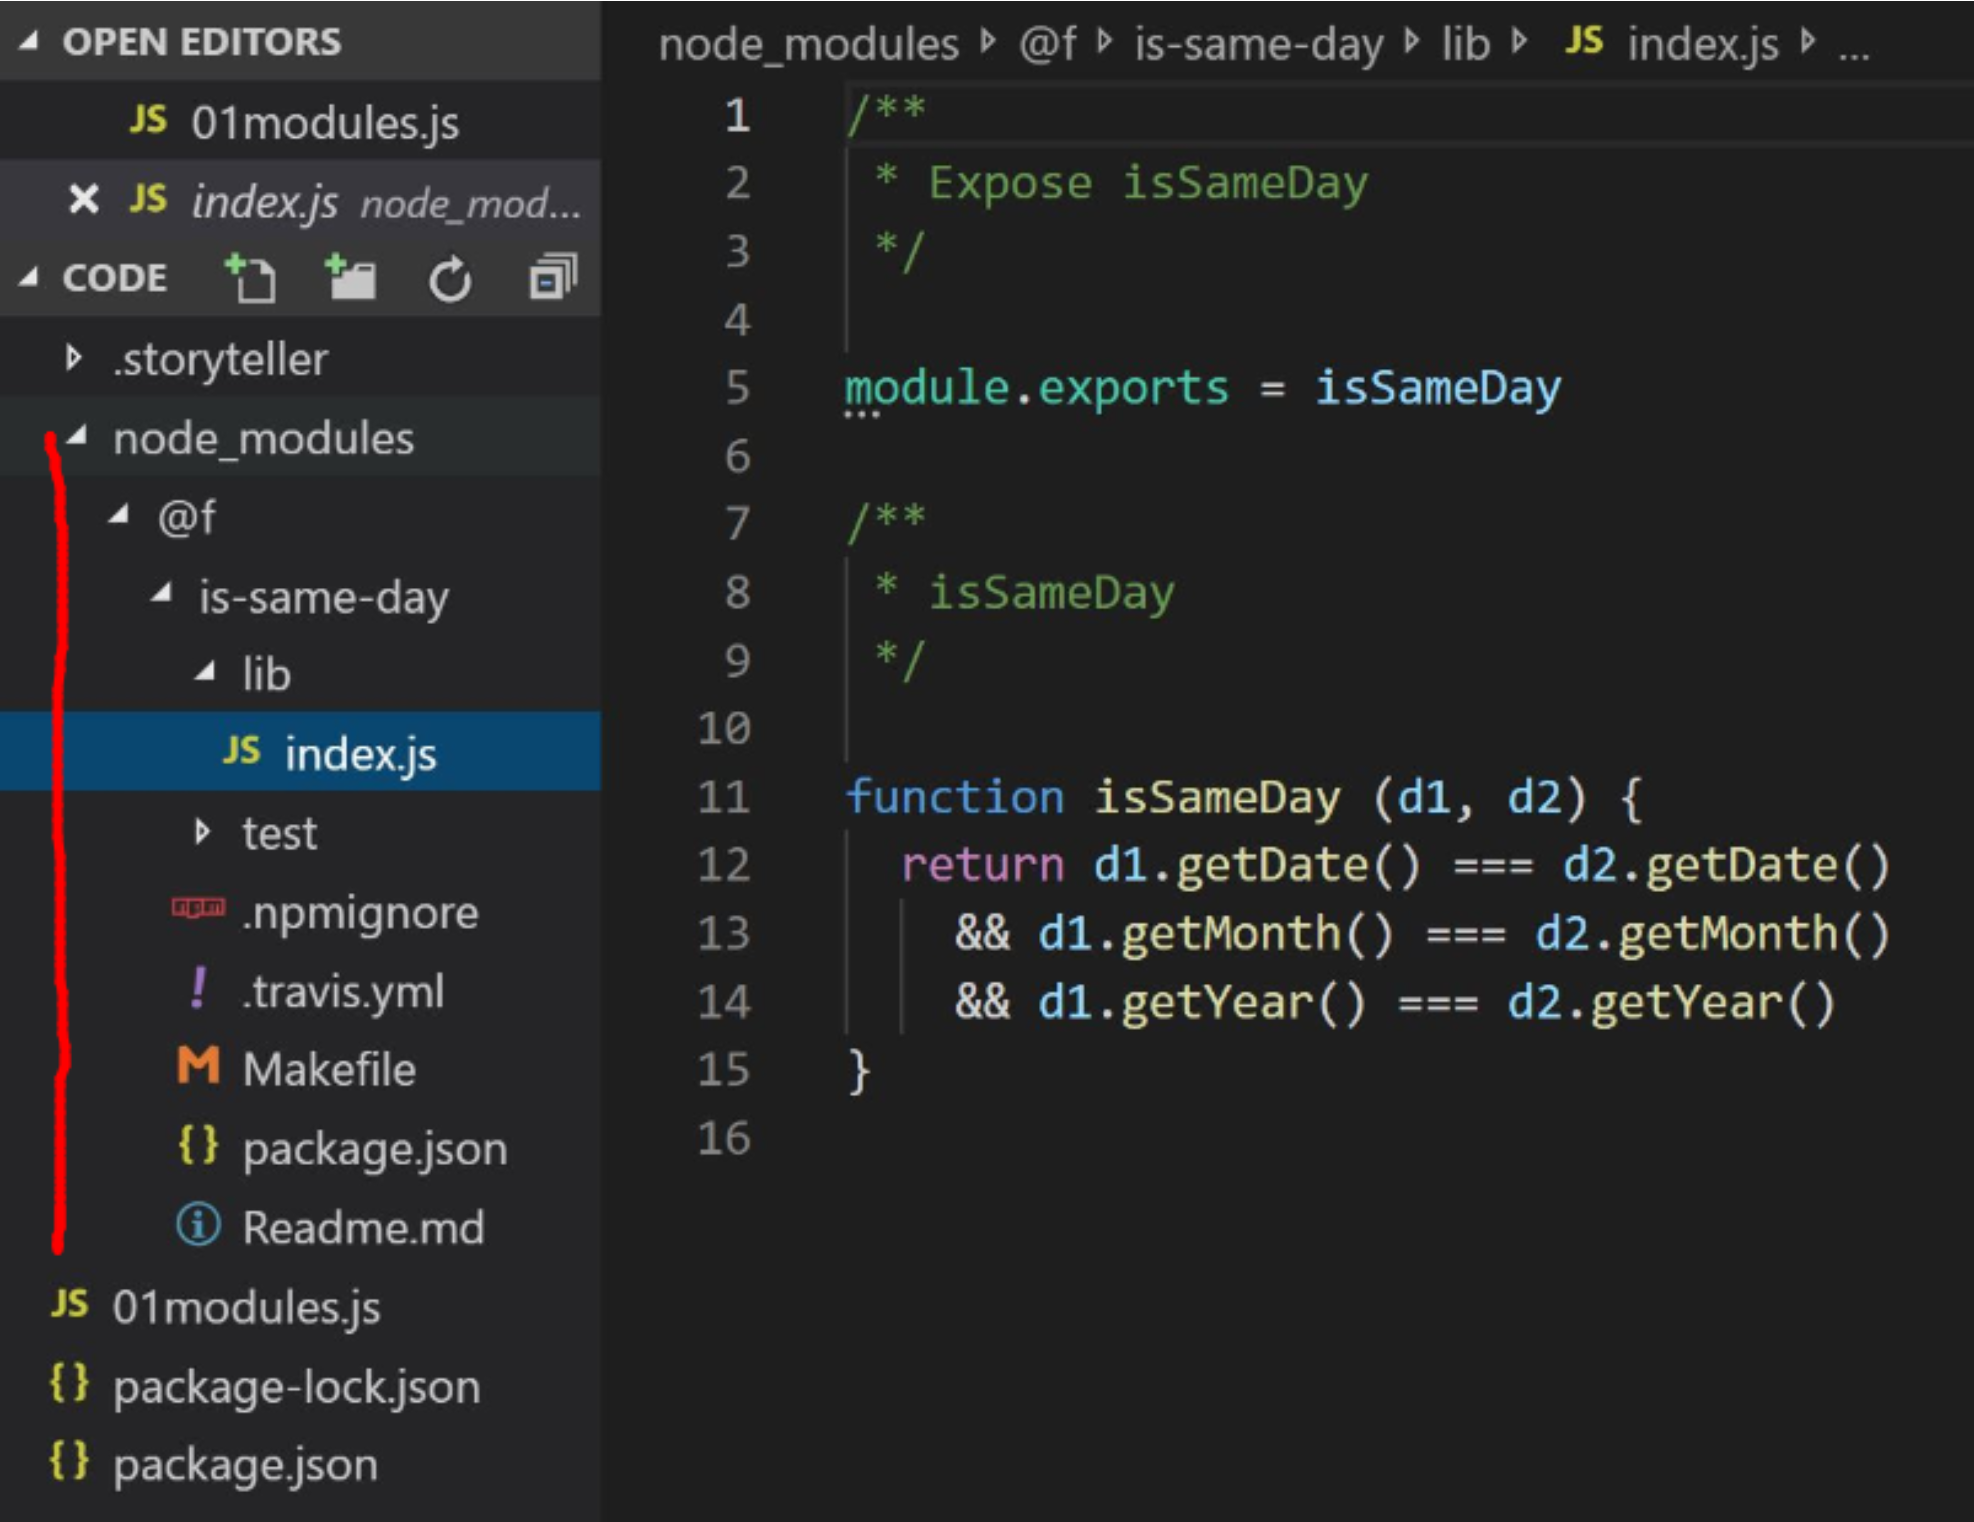 OPEN EDITORS
JS 01modules.js
JS index.js node_mod...
CODE
.storyteller
node_modules
@f
is-same-day
lib
JS index.js
test
npm .npmignore
! .travis.yml
M Makefile
{} package.json
Readme.md
JS 01modules.js
{} package-lock.json
{} package.json
node_modules @f is-same-day lib JS index.js ...
1 /**
2 * Expose isSameDay
3 */
4
5 module.exports = isSameDay
6
7 /**
8 * isSameDay
9 */
10
11 function isSameDay (d1, d2) {
12 return d1.getDate() === d2.getDate()
13 && d1.getMonth() === d2.getMonth()
14 && d1.getYear() === d2.getYear()
15 }
16